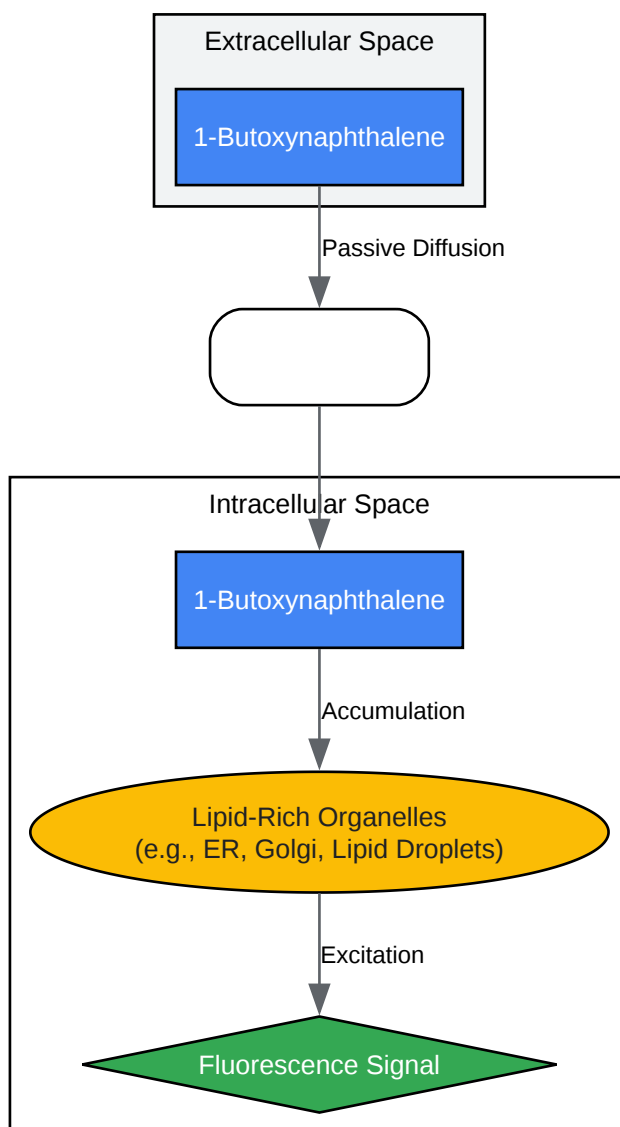 Extracellular Space
1-Butoxynaphthalene
Passive Diffusion
Intracellular Space
1-Butoxynaphthalene
Accumulation
Lipid-Rich Organelles
(e.g., ER, Golgi, Lipid Droplets)
Excitation
Fluorescence Signal